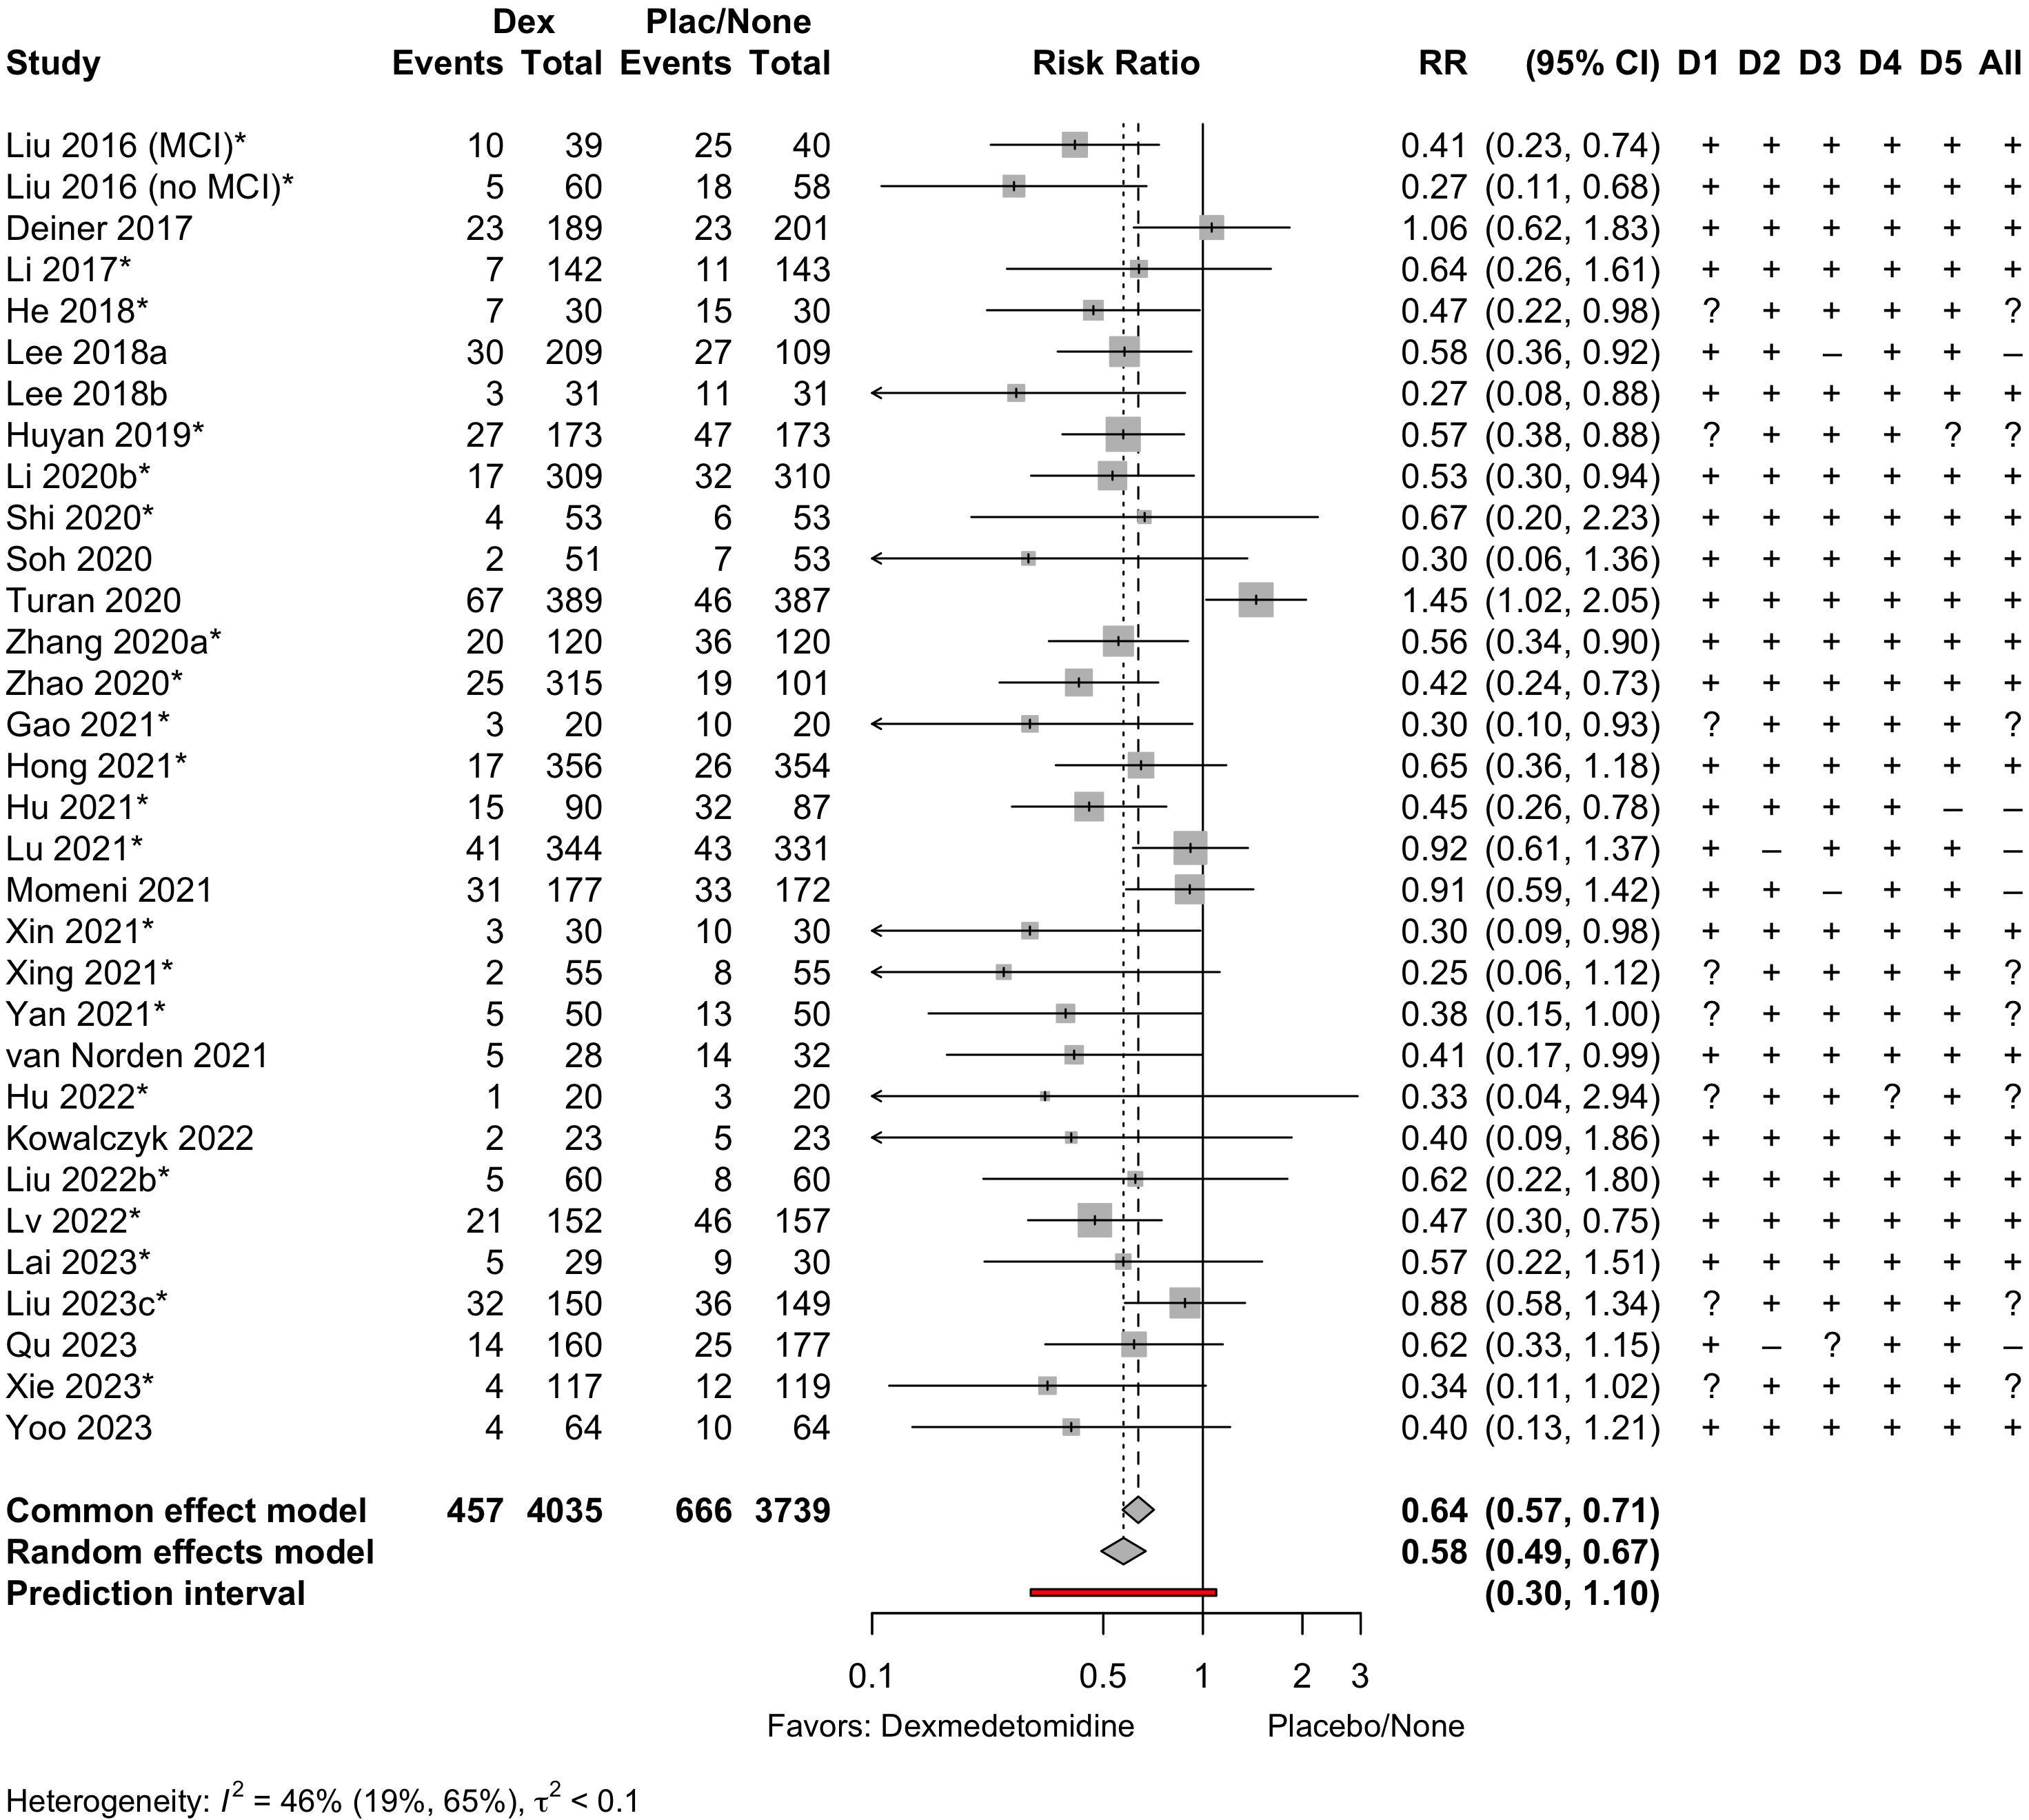 Dex Plac/None
Study Events Total Events Total Risk Ratio RR (95% CI) D1 D2 D3 D4 D5 All
Liu 2016 (MCI)* 10 39 25 40 0.41 (0.23, 0.74) + + + + + +
Liu 2016 (no MCI)* 5 60 18 58 0.27 (0.11, 0.68) + + + + + +
Deiner 2017 23 189 23 201 1.06 (0.62, 1.83) + + + + + +
Li 2017* 7 142 11 143 0.64 (0.26, 1.61) + + + + + +
He 2018* 7 30 15 30 0.47 (0.22, 0.98) ? + + + + ?
Lee 2018a 30 209 27 109 0.58 (0.36, 0.92) + + – + + –
Lee 2018b 3 31 11 31 0.27 (0.08, 0.88) + + + + + +
Huyan 2019* 27 173 47 173 0.57 (0.38, 0.88) ? + + + ? ?
Li 2020b* 17 309 32 310 0.53 (0.30, 0.94) + + + + + +
Shi 2020* 4 53 6 53 0.67 (0.20, 2.23) + + + + + +
Soh 2020 2 51 7 53 0.30 (0.06, 1.36) + + + + + +
Turan 2020 67 389 46 387 1.45 (1.02, 2.05) + + + + + +
Zhang 2020a* 20 120 36 120 0.56 (0.34, 0.90) + + + + + +
Zhao 2020* 25 315 19 101 0.42 (0.24, 0.73) + + + + + +
Gao 2021* 3 20 10 20 0.30 (0.10, 0.93) ? + + + + ?
Hong 2021* 17 356 26 354 0.65 (0.36, 1.18) + + + + + +
Hu 2021* 15 90 32 87 0.45 (0.26, 0.78) + + + + – –
Lu 2021* 41 344 43 331 0.92 (0.61, 1.37) + – + + + –
Momeni 2021 31 177 33 172 0.91 (0.59, 1.42) + + – + + –
Xin 2021* 3 30 10 30 0.30 (0.09, 0.98) + + + + + +
Xing 2021* 2 55 8 55 0.25 (0.06, 1.12) ? + + + + ?
Yan 2021* 5 50 13 50 0.38 (0.15, 1.00) ? + + + + ?
van Norden 2021 5 28 14 32 0.41 (0.17, 0.99) + + + + + +
Hu 2022* 1 20 3 20 0.33 (0.04, 2.94) ? + + ? + ?
Kowalczyk 2022 2 23 5 23 0.40 (0.09, 1.86) + + + + + +
Liu 2022b* 5 60 8 60 0.62 (0.22, 1.80) + + + + + +
Lv 2022* 21 152 46 157 0.47 (0.30, 0.75) + + + + + +
Lai 2023* 5 29 9 30 0.57 (0.22, 1.51) + + + + + +
Liu 2023c* 32 150 36 149 0.88 (0.58, 1.34) ? + + + + ?
Qu 2023 14 160 25 177 0.62 (0.33, 1.15) + – ? + + –
Xie 2023* 4 117 12 119 0.34 (0.11, 1.02) ? + + + + ?
Yoo 2023 4 64 10 64 0.40 (0.13, 1.21) + + + + + +
Common effect model 457 4035 666 3739 0.64 (0.57, 0.71)
Random effects model 0.58 (0.49, 0.67)
Prediction interval (0.30, 1.10)
0.1 0.5 1 2 3
Favors: Dexmedetomidine Placebo/None
Heterogeneity: I² = 46% (19%, 65%), τ² < 0.1